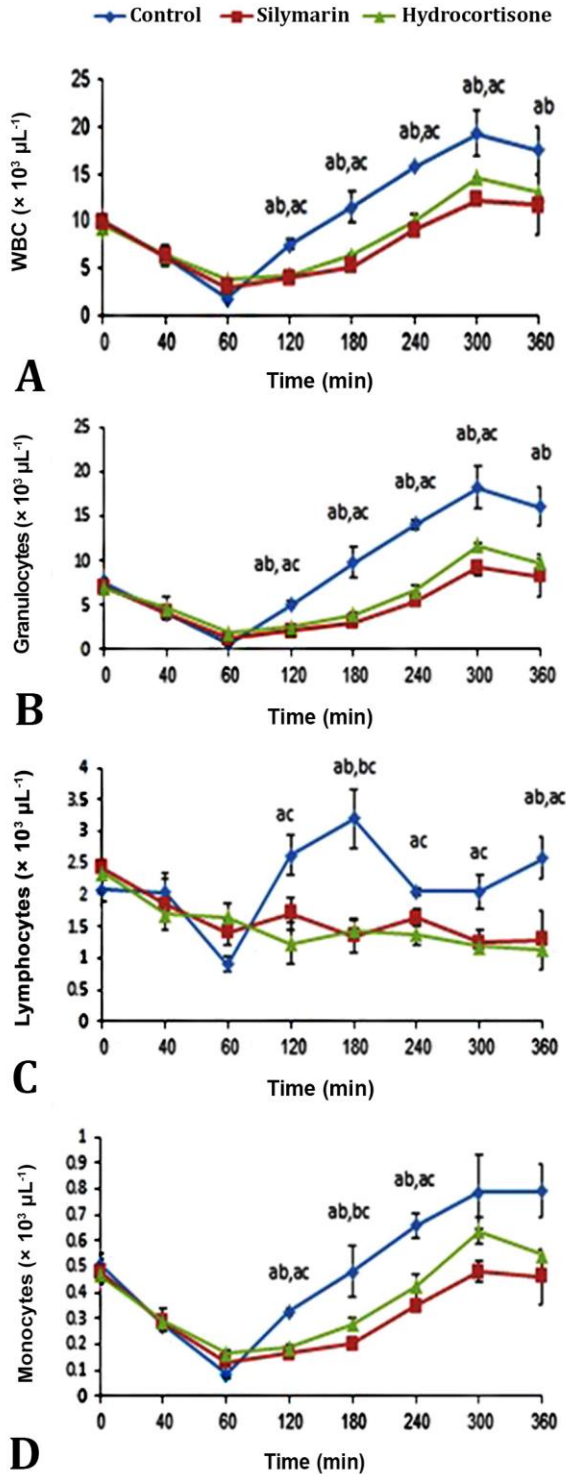 Control Silymarin Hydrocortisone
WBC (× 10³ µL⁻¹)
25
20
15
10
5
0
ab,ac
ab,ac
ab,ac
ab,ac
ab
0 40 60 120 180 240 300 360
Time (min)
A
Granulocytes (× 10³ µL⁻¹)
25
20
15
10
5
0
ab,ac
ab,ac
ab,ac
ab,ac
ab
0 40 60 120 180 240 300 360
Time (min)
B
Lymphocytes (× 10³ µL⁻¹)
4
3.5
3
2.5
2
1.5
1
0.5
0
ac
ab,bc
ac
ac
ab,ac
0 40 60 120 180 240 300 360
Time (min)
C
Monocytes (× 10³ µL⁻¹)
1
0.9
0.8
0.7
0.6
0.5
0.4
0.3
0.2
0.1
0
ab,ac
ab,bc
ab,ac
0 40 60 120 180 240 300 360
Time (min)
D